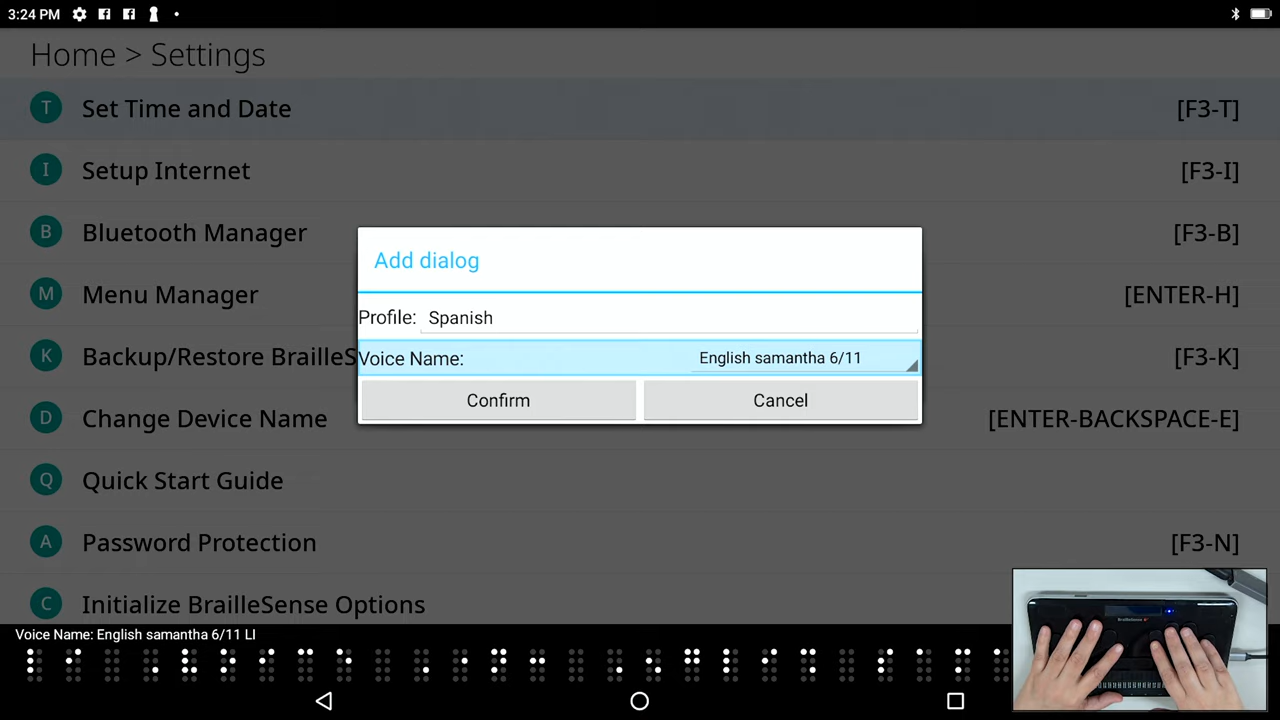 3:24 PM
Home > Settings
T Set Time and Date [F3-T]
I Setup Internet [F3-I]
B Bluetooth Manager [F3-B]
M Menu Manager [ENTER-H]
K Backup/Restore BrailleS [F3-K]
D Change Device Name [ENTER-BACKSPACE-E]
Q Quick Start Guide
A Password Protection [F3-N]
C Initialize BrailleSense Options
Add dialog
Profile: Spanish
Voice Name: English samantha 6/11
Confirm Cancel
Voice Name: English samantha 6/11 LI